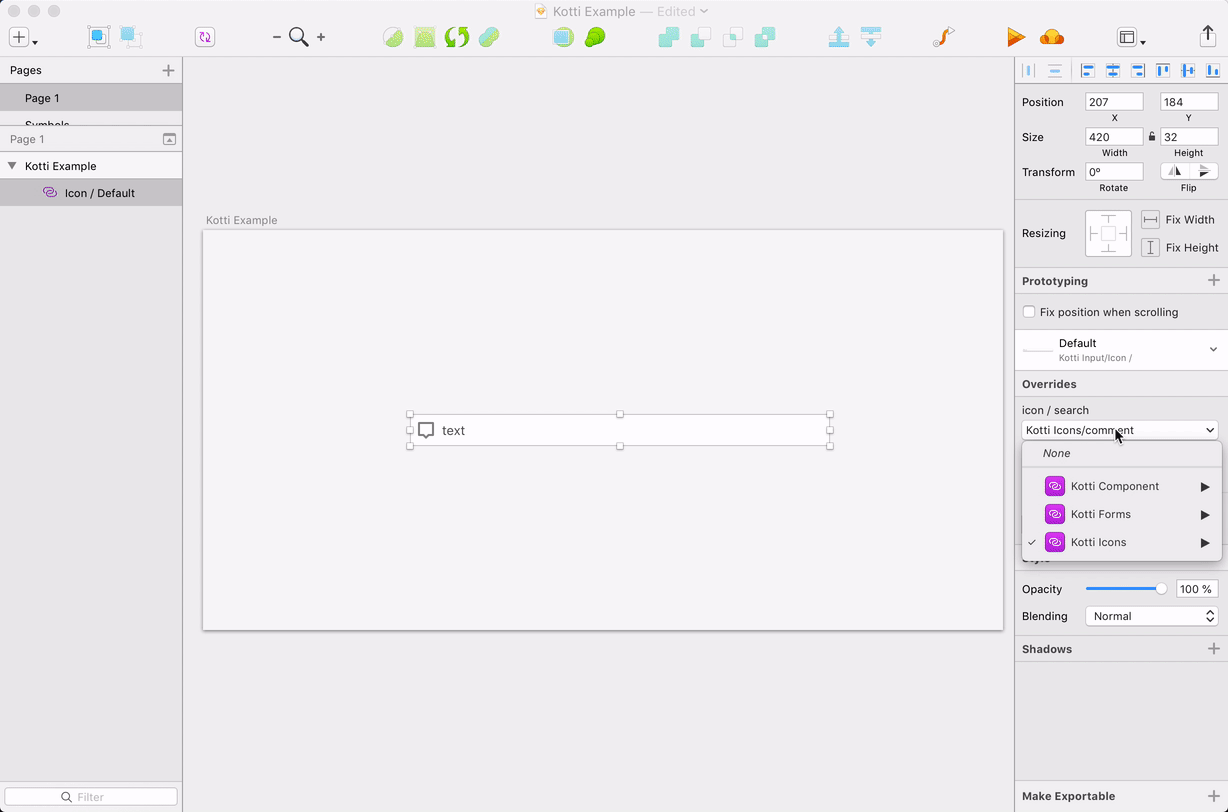 Kotti Example — Edited
Pages
Page 1
Symbols
Page 1
Kotti Example
Icon / Default
Filter
Kotti Example
text
Position
207
184
X
Y
Size
420
32
Width
Height
Transform
0°
Rotate
Flip
Resizing
Fix Width
Fix Height
Prototyping
Fix position when scrolling
Default
Kotti Input/Icon /
Overrides
icon / search
Kotti Icons/comment
None
Kotti Component
Kotti Forms
Kotti Icons
Style
Opacity
100 %
Blending
Normal
Shadows
Make Exportable